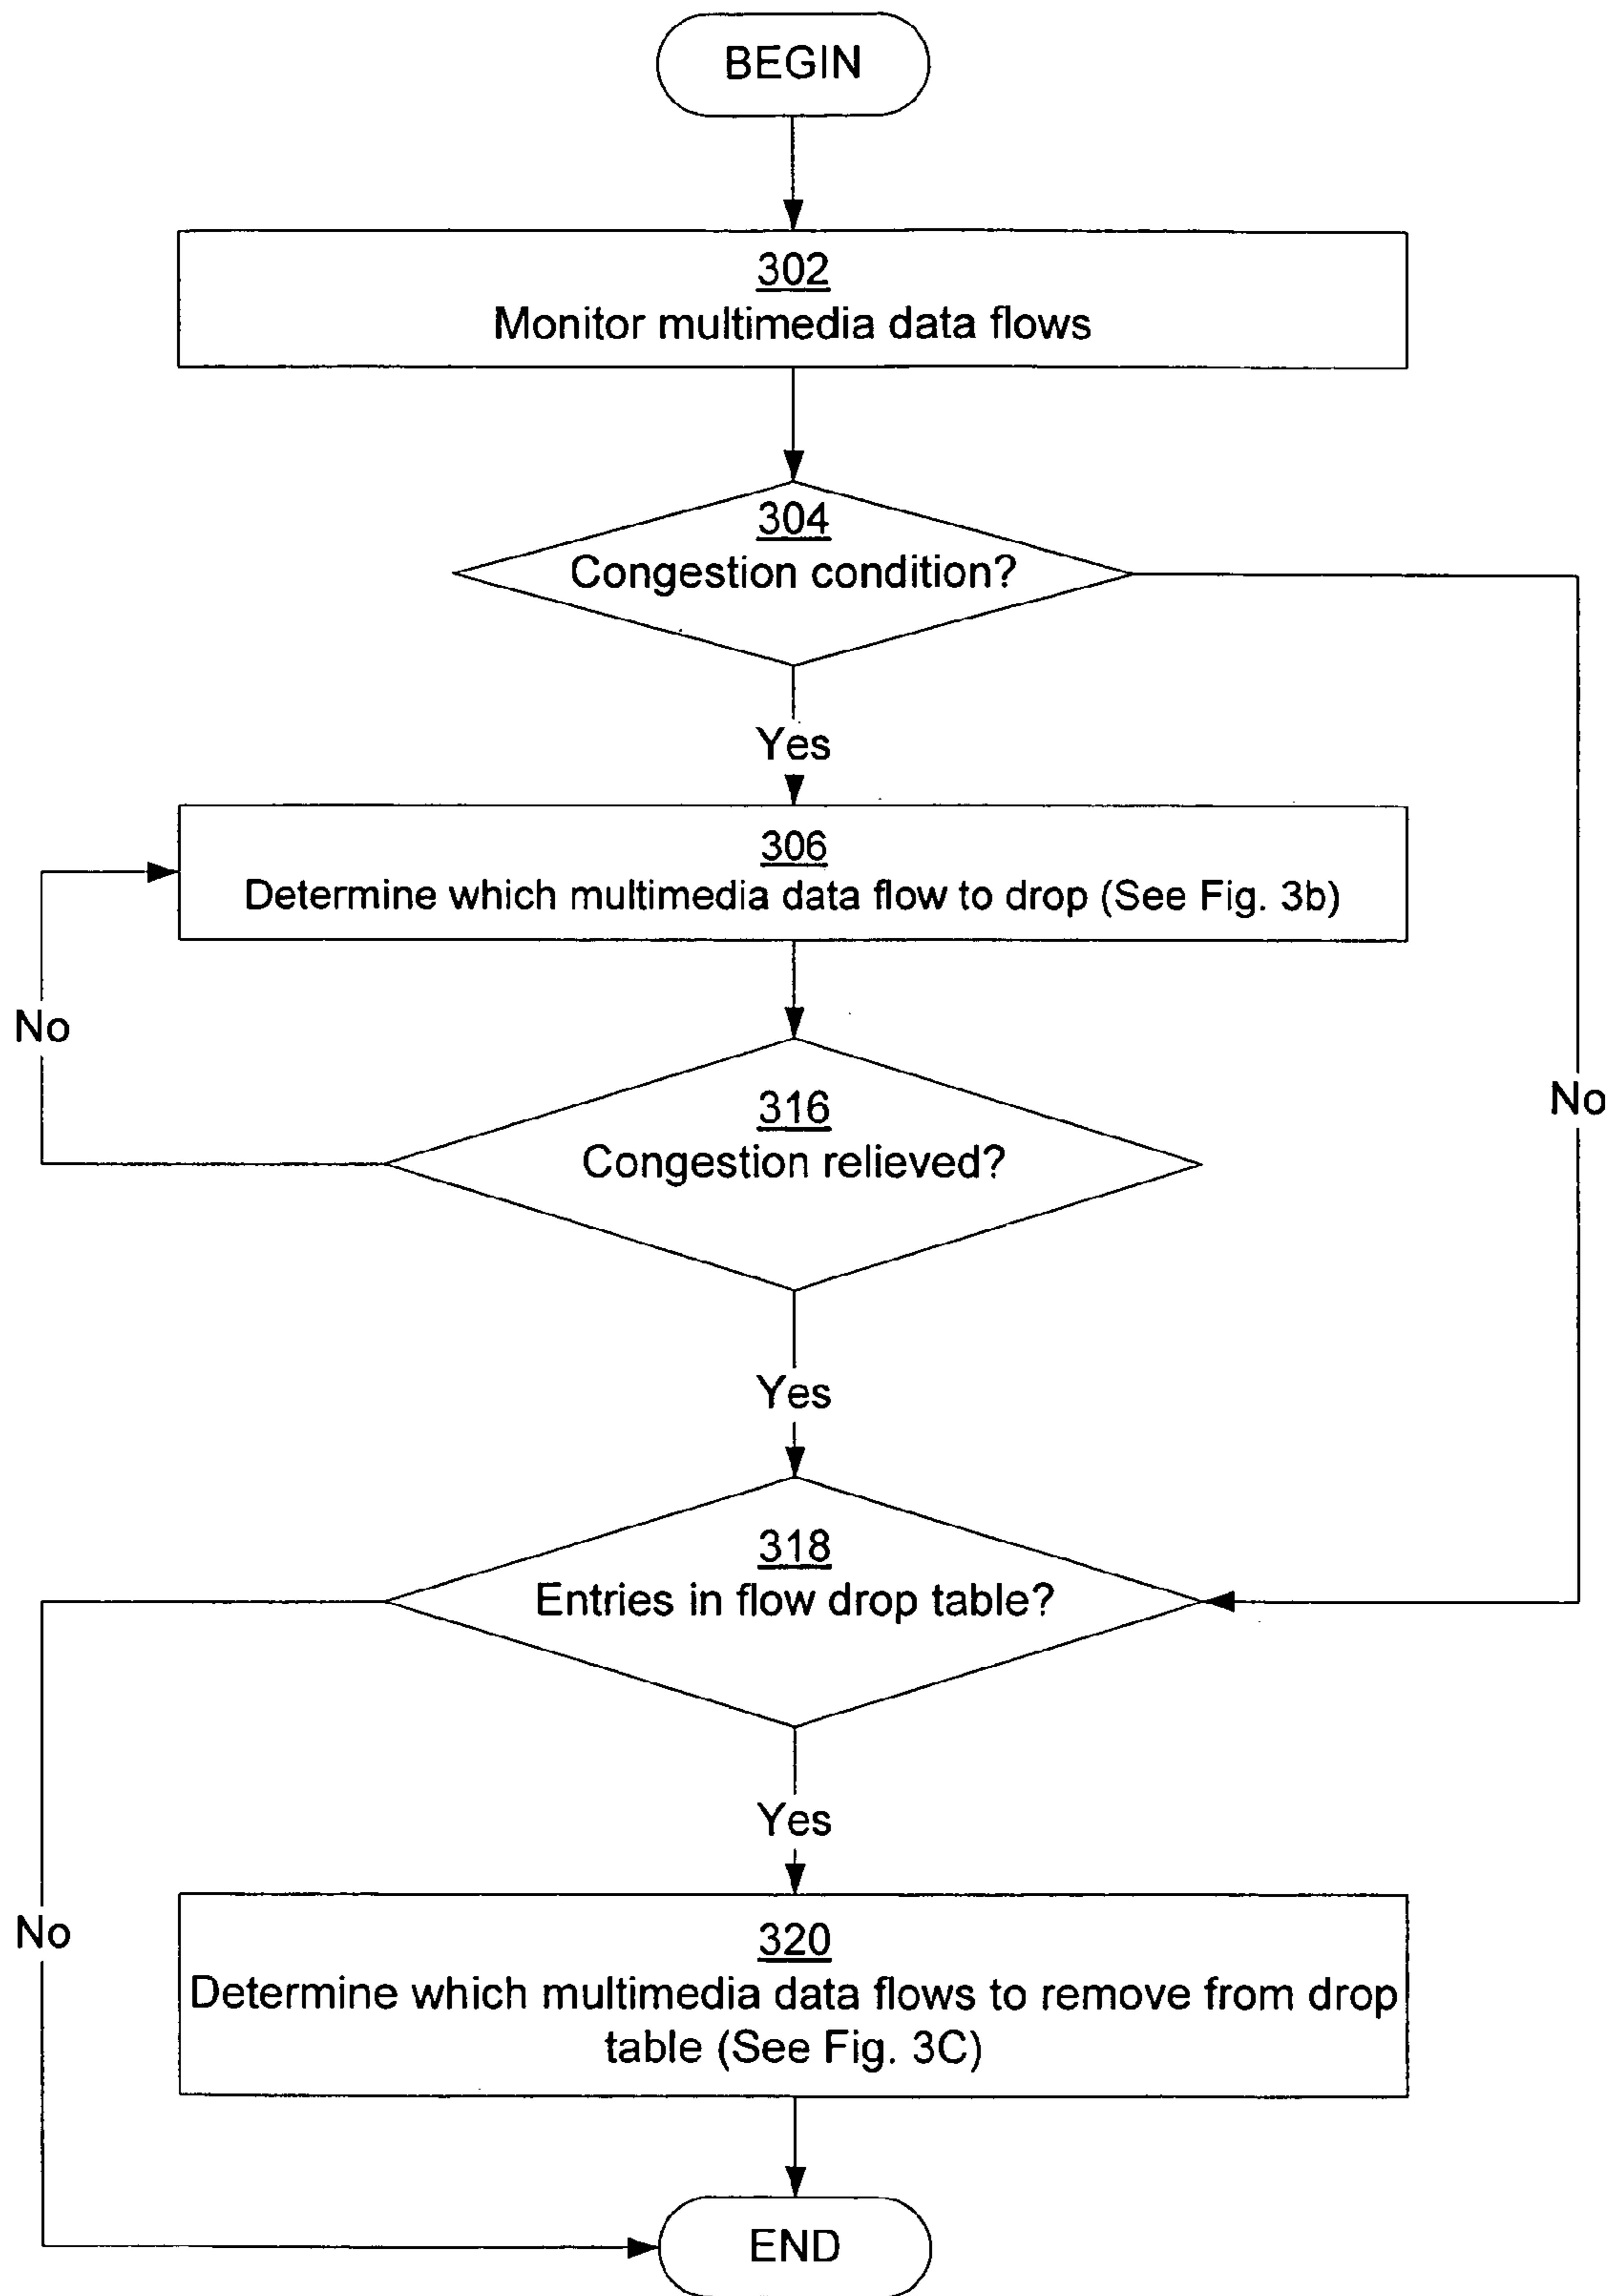 BEGIN
302
Monitor multimedia data flows
304
Congestion condition?
Yes
306
Determine which multimedia data flow to drop (See Fig. 3b)
No
316
Congestion relieved?
No
Yes
318
Entries in flow drop table?
Yes
No
320
Determine which multimedia data flows to remove from drop
table (See Fig. 3C)
END